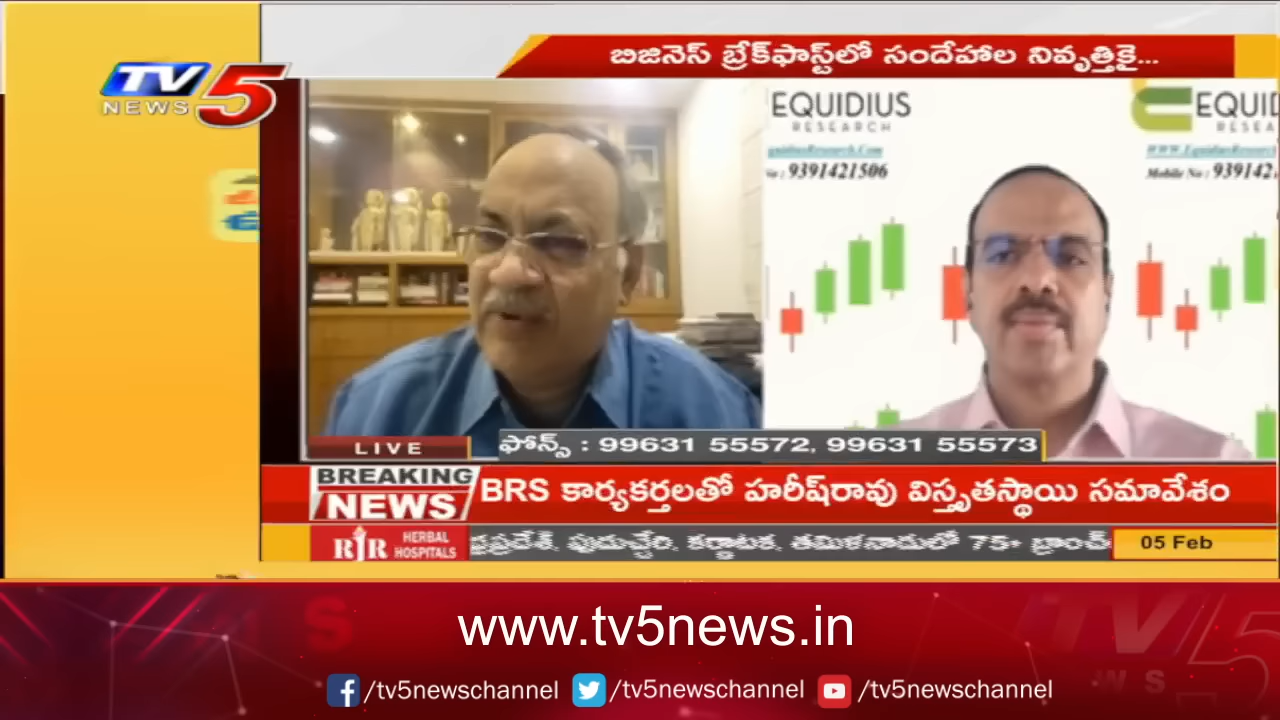 బిజినెస్ బ్రేక్‌ఫాస్ట్‌లో సందేహాల నివృత్తికై...
TV5
NEWS
EQUIDIUS
RESEARCH
EQUID
RESEA
quidiusResearch.Com
WWW.EquidiusResearch
9391421506
Mobile No : 939142
LIVE
ఫోన్స్ : 99631 55572, 99631 55573
BREAKING
NEWS
BRS కార్యకర్తలతో హరీష్‌రావు విస్తృతస్థాయి సమావేశం
RJR HERBAL
HOSPITALS
ప్రదేశ్, పుదుచ్చేరి, కర్ణాటక, తమిళనాడులో 75+ బ్రాంచ్
05 Feb
www.tv5news.in
/tv5newschannel /tv5newschannel /tv5newschannel